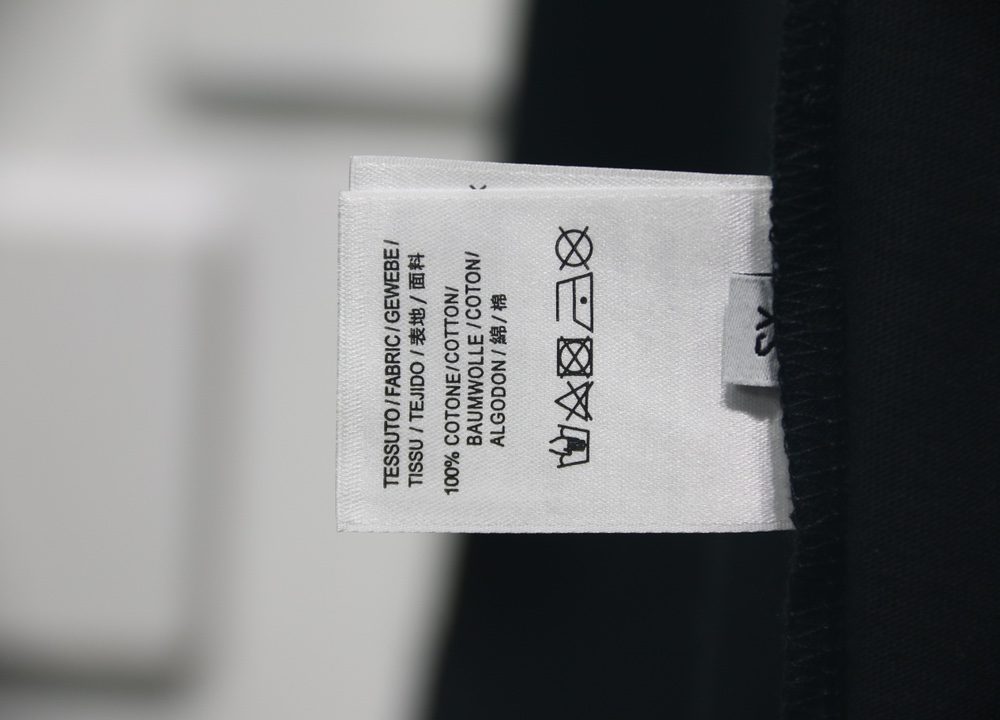 TESSUTO / FABRIC / GEWEBE /
TISSU / TEJIDO / 表地 / 面料
100% COTONE/COTTON/
BAUMWOLLE /COTON/
ALGODON / 綿 / 棉